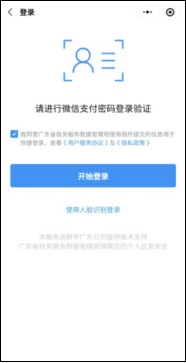 登录
请进行微信支付密码登录验证
我同意广东省政务服务数据管理局使用我所提交的信息用于
快捷登录。查看《用户服务协议》及《隐私政策》
开始登录
使用人脸识别登录
本服务由数字广东公司提供技术支持
广东省政务服务数据管理局保障您的个人信息安全